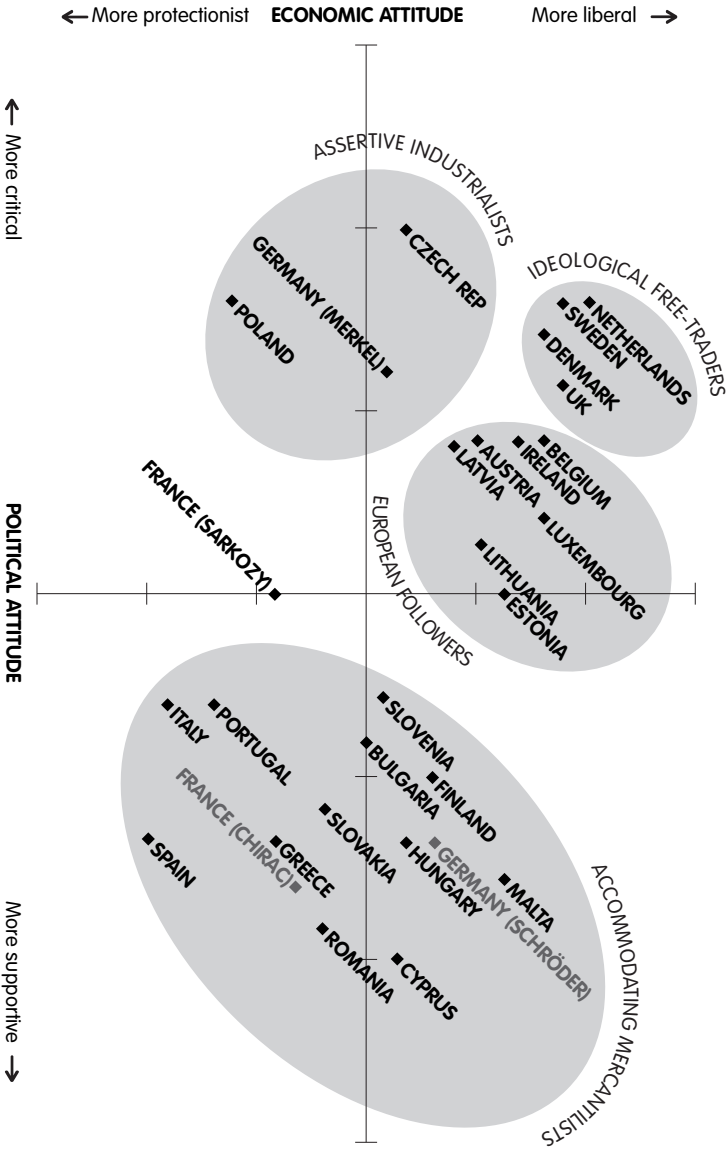 ← More protectionist ECONOMIC ATTITUDE More liberal →
← More critical
POLITICAL ATTITUDE
More supportive →
ASSERTIVE INDUSTRIALISTS
CZECH REP
GERMANY (MERKEL)
POLAND
IDEOLOGICAL FREE-TRADERS
NETHERLANDS
SWEDEN
DENMARK
UK
FRANCE (SARKOZY)
EUROPEAN FOLLOWERS
BELGIUM
IRELAND
AUSTRIA
LATVIA
LUXEMBOURG
LITHUANIA
ESTONIA
ACCOMMODATING MERCANTILISTS
SLOVENIA
ITALY
PORTUGAL
BULGARIA
FINLAND
SLOVAKIA
FRANCE (CHIRAC)
GREECE
SPAIN
HUNGARY
GERMANY (SCHRÖDER)
MALTA
ROMANIA
CYPRUS